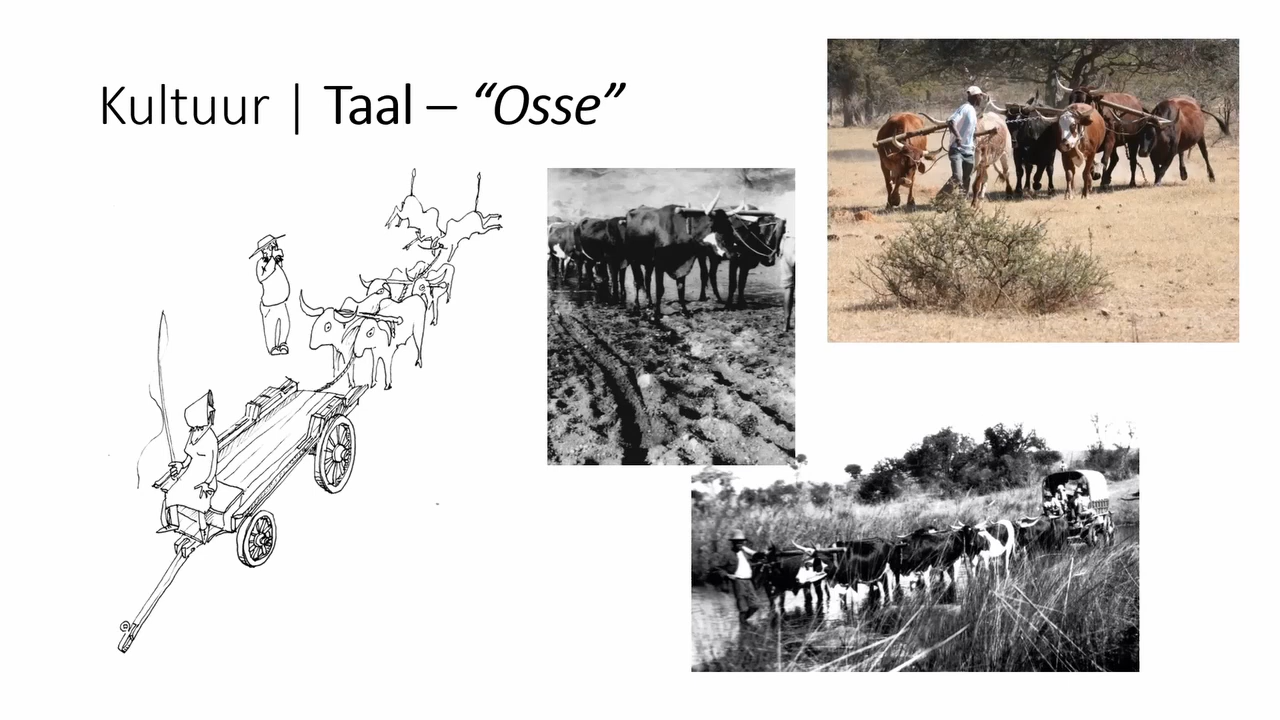 Kultuur | Taal – “Osse”